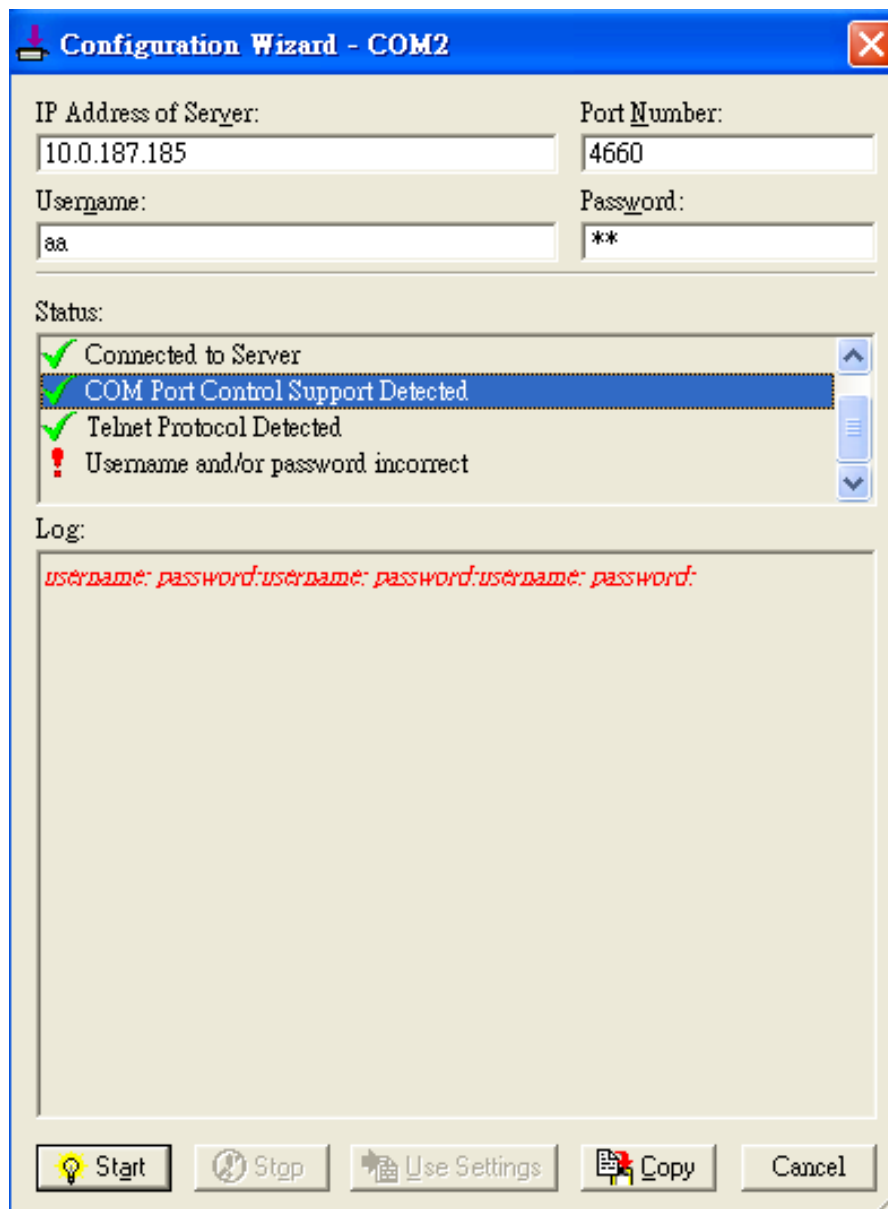 Configuration Wizard - COM2
IP Address of Server: Port Number:
10.0.187.185 4660
Username: Password:
aa **
Status:
Connected to Server
COM Port Control Support Detected
Telnet Protocol Detected
Username and/or password incorrect
Log:
username: password:username: password:username: password:
Start Stop Use Settings Copy Cancel